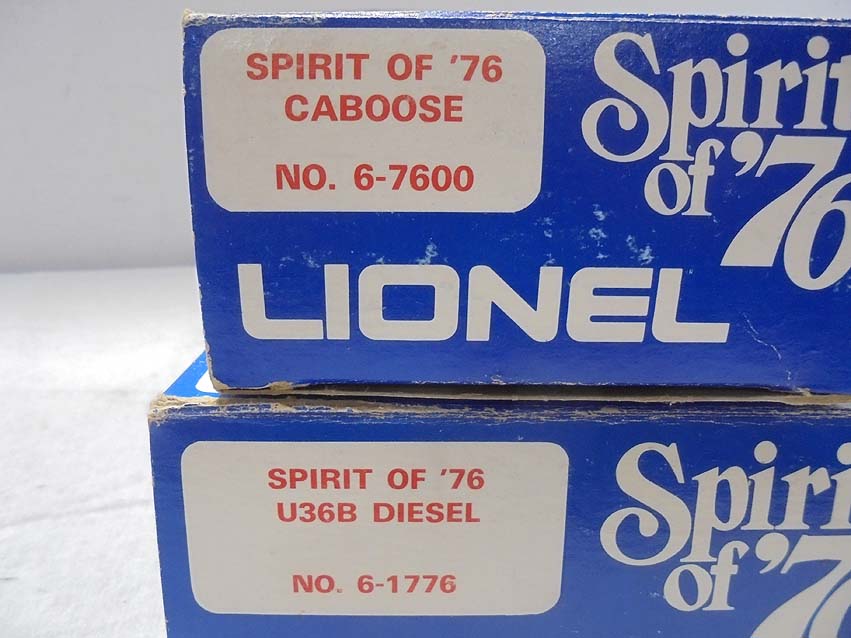 SPIRIT OF '76
CABOOSE
NO. 6-7600
Spirit
of '76
LIONEL
SPIRIT OF '76
U36B DIESEL
NO. 6-1776
Spiri
of '7